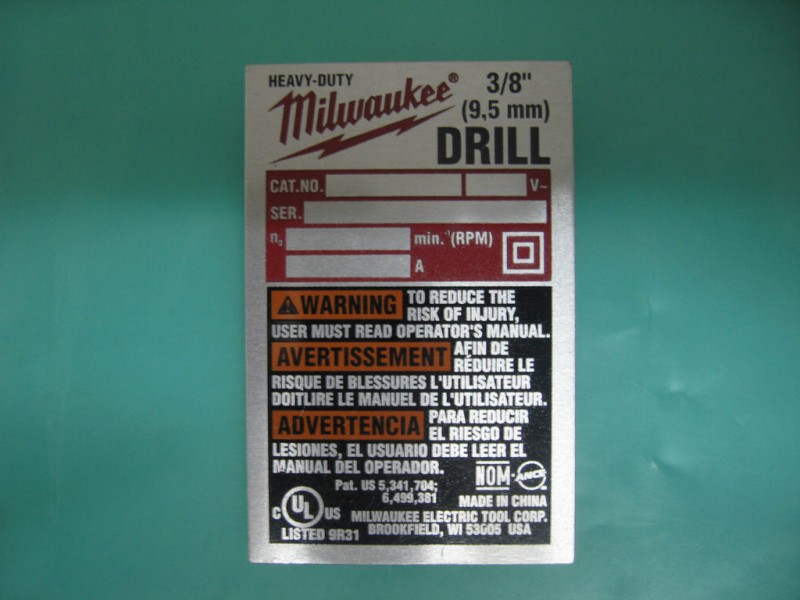 HEAVY-DUTY
Milwaukee®
3/8"
(9,5 mm)
DRILL
CAT.NO. V~
SER.
n₀ min.⁻¹(RPM)
A
WARNING TO REDUCE THE
RISK OF INJURY,
USER MUST READ OPERATOR'S MANUAL.
AVERTISSEMENT AFIN DE
RÉDUIRE LE
RISQUE DE BLESSURES L'UTILISATEUR
DOITLIRE LE MANUEL DE L'UTILISATEUR.
ADVERTENCIA PARA REDUCIR
EL RIESGO DE
LESIONES, EL USUARIO DEBE LEER EL
MANUAL DEL OPERADOR.
NOM-ANCE
Pat. US 5,341,704;
6,499,381
MADE IN CHINA
C UL US
LISTED 9R31
MILWAUKEE ELECTRIC TOOL CORP.
BROOKFIELD, WI 53005 USA